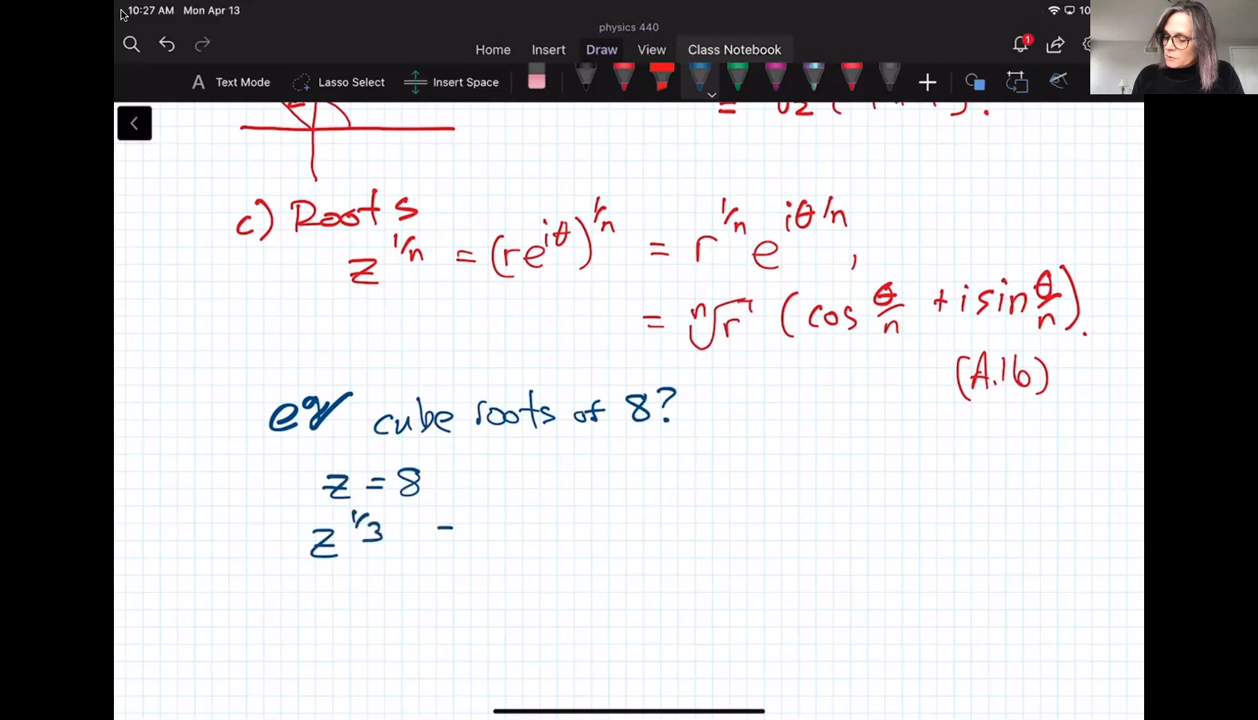 10:27 AM Mon Apr 13
10
physics 440
Home Insert Draw View Class Notebook
1
Text Mode Lasso Select Insert Space
c) Roots
z^{1/n} = (re^{iθ})^{1/n} = r^{1/n} e^{iθ/n},
= ⁿ√r (cos θ/n + i sin θ/n).
(A.16)
eg cube roots of 8?
z = 8
z^{1/3} =